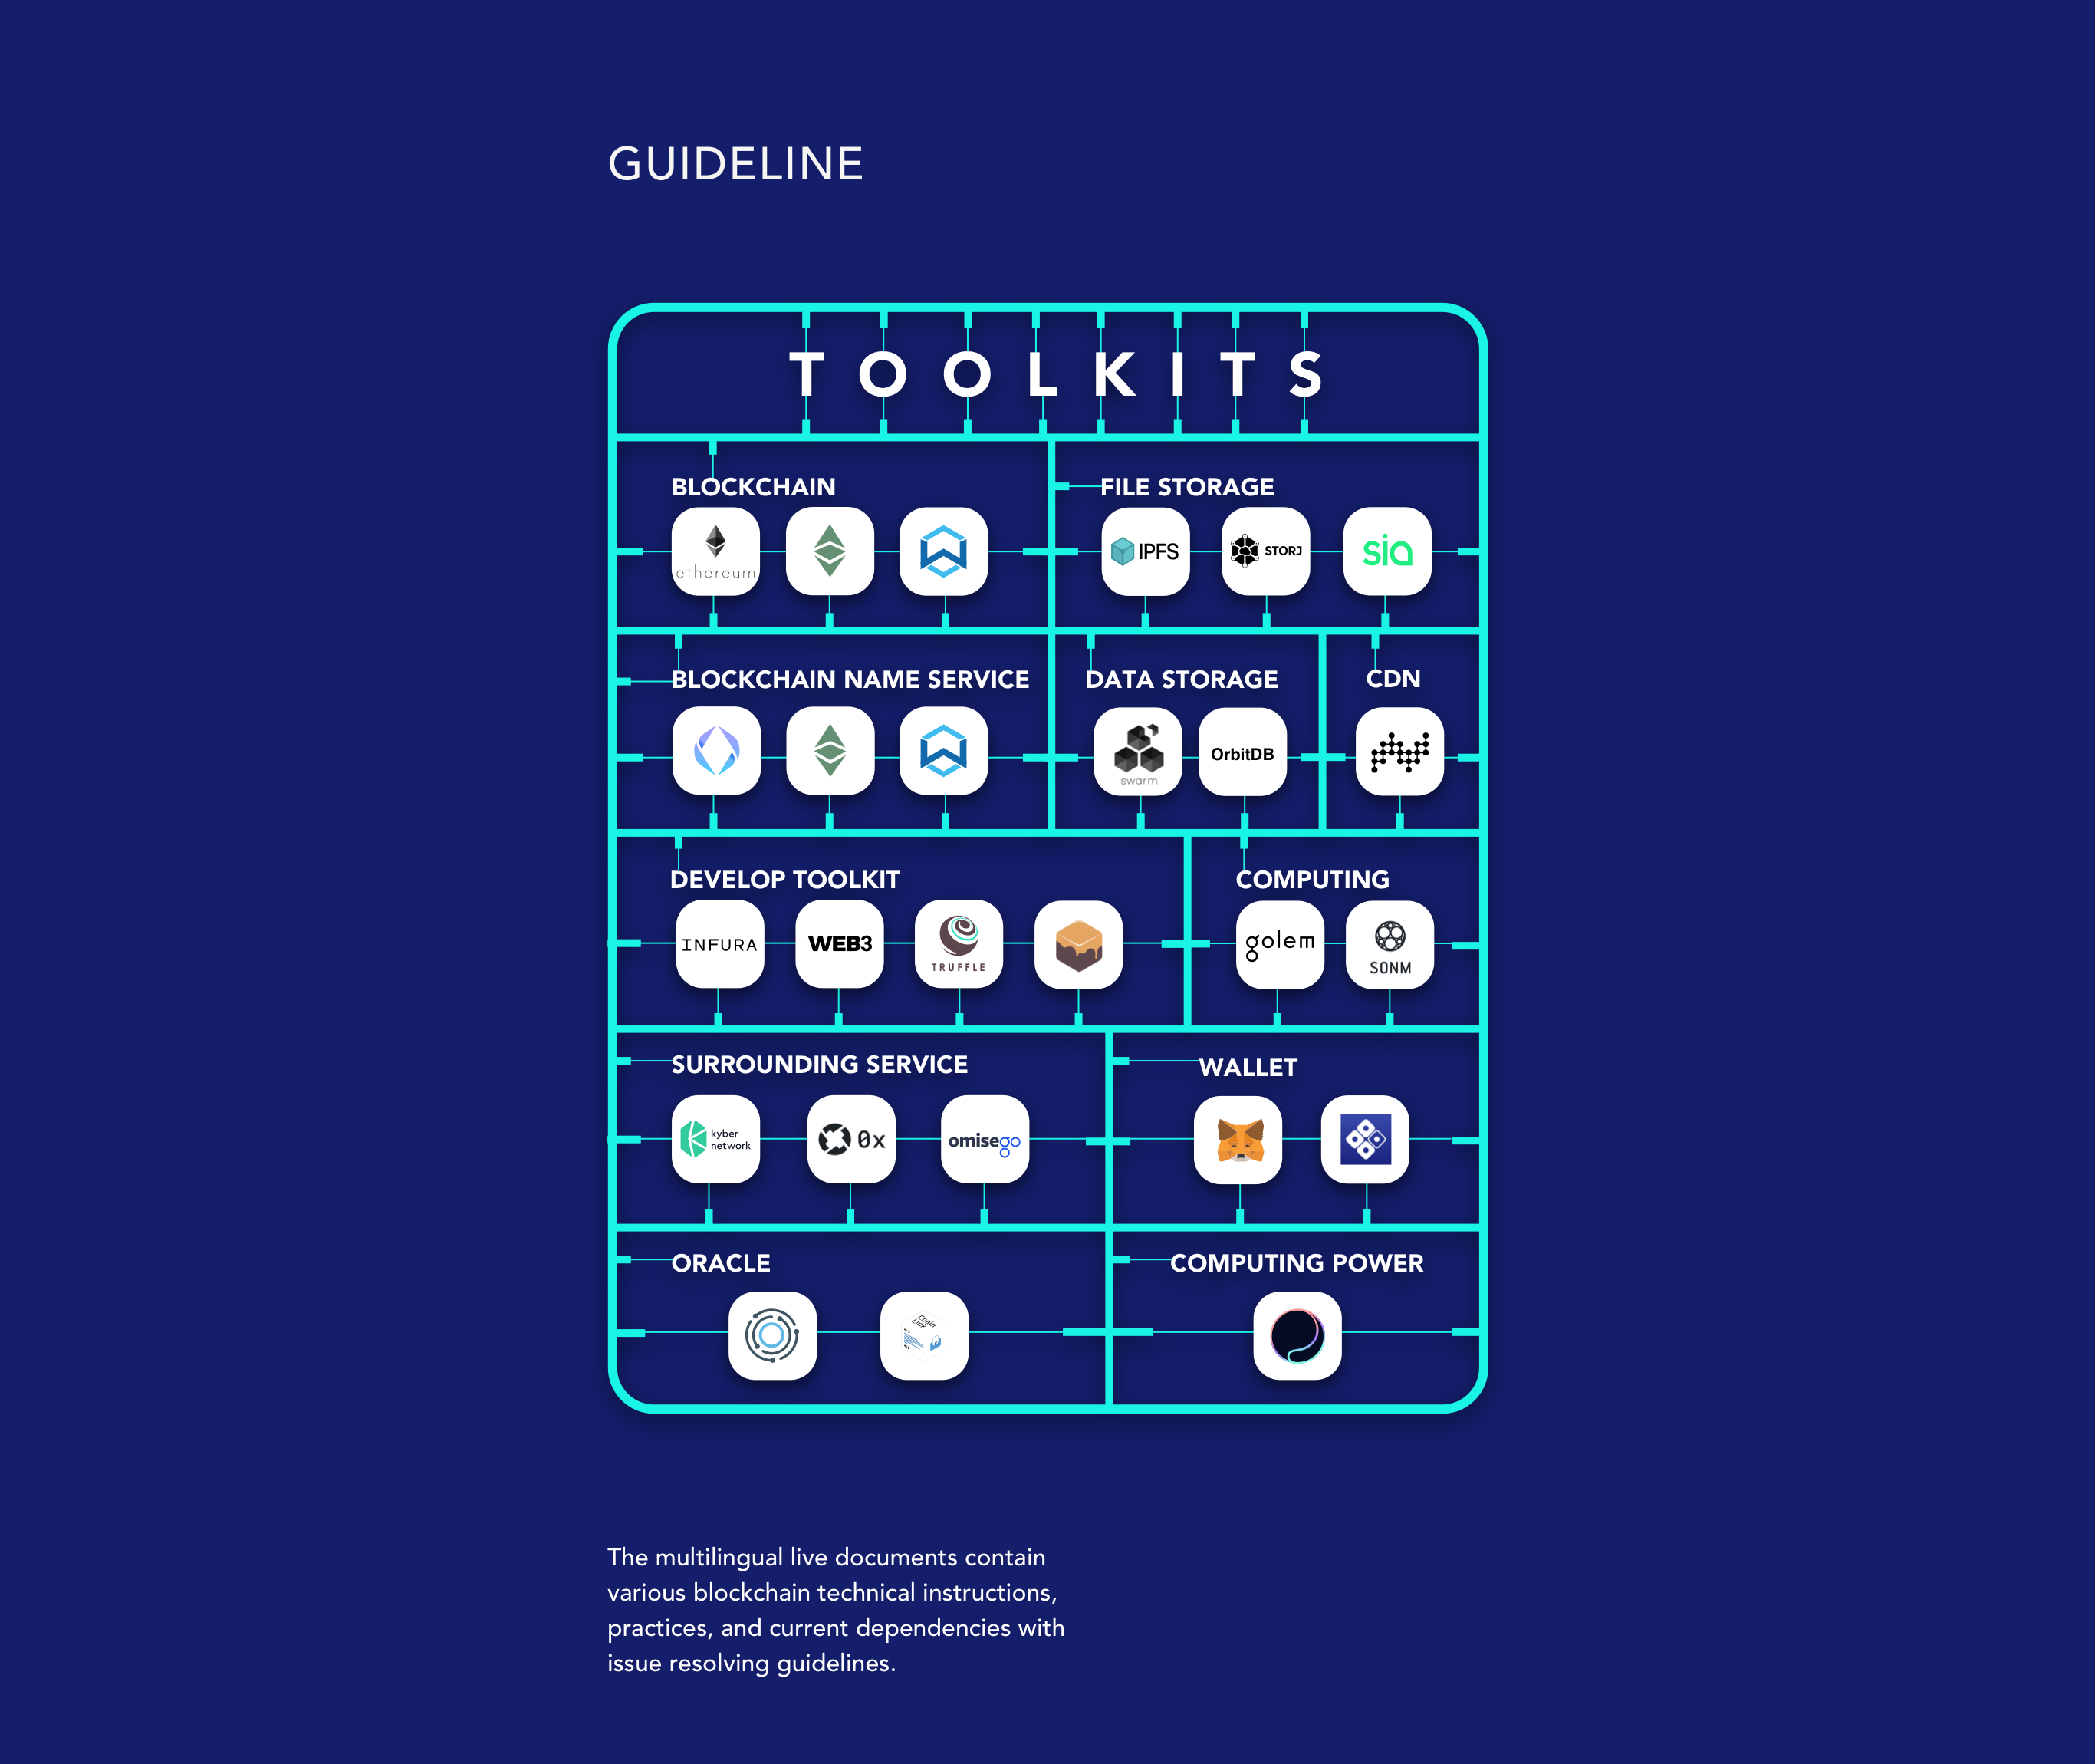 GUIDELINE
TOOLKITS
BLOCKCHAIN
ethereum
FILE STORAGE
IPFS
STORJ
sia
BLOCKCHAIN NAME SERVICE
DATA STORAGE
swarm
OrbitDB
CDN
DEVELOP TOOLKIT
INFURA
WEB3
TRUFFLE
COMPUTING
golem
SONM
SURROUNDING SERVICE
kyber
network
0x
omisego
WALLET
ORACLE
Chain
Link
COMPUTING POWER
The multilingual live documents contain
various blockchain technical instructions,
practices, and current dependencies with
issue resolving guidelines.